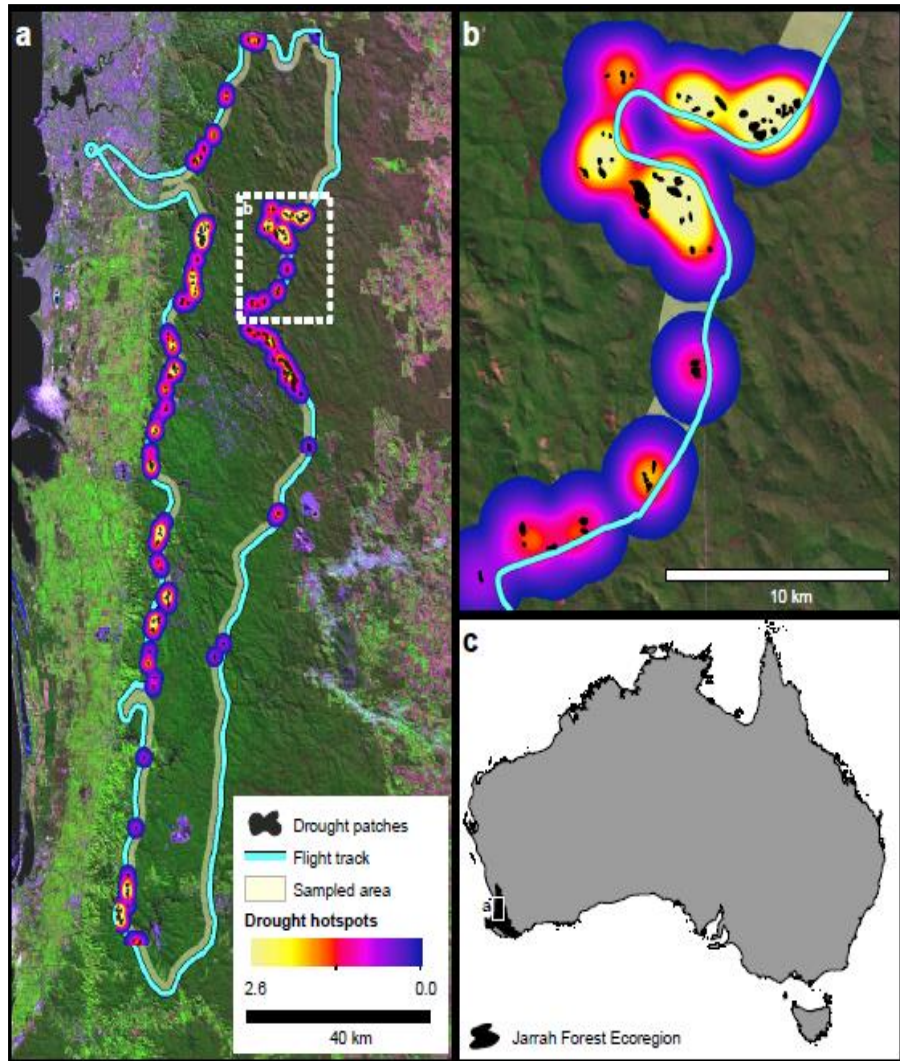 a
b
Drought patches
Flight track
Sampled area
Drought hotspots
2.6 0.0
40 km
b
10 km
c
a
Jarrah Forest Ecoregion